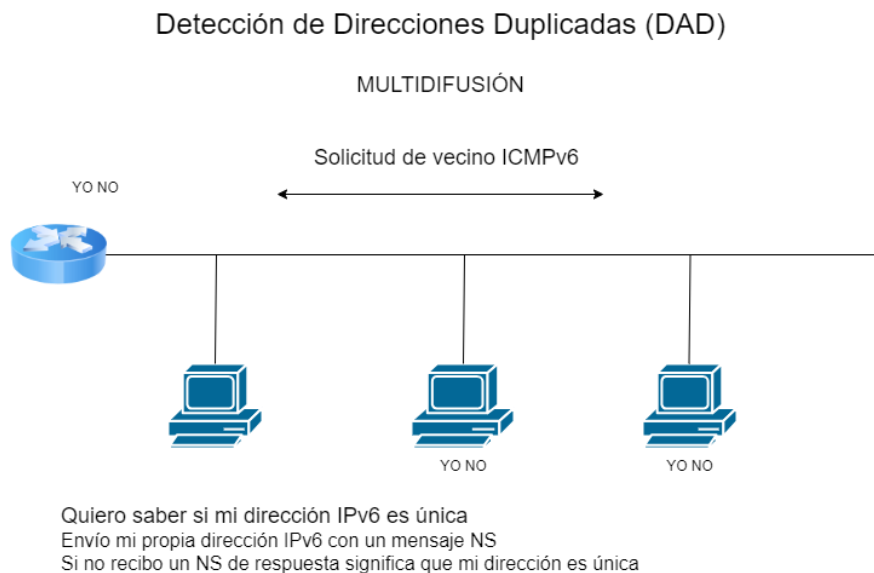 Detección de Direcciones Duplicadas (DAD)
MULTIDIFUSIÓN
Solicitud de vecino ICMPv6
YO NO
YO NO
YO NO
Quiero saber si mi dirección IPv6 es única
Envío mi propia dirección IPv6 con un mensaje NS
Si no recibo un NS de respuesta significa que mi dirección es única